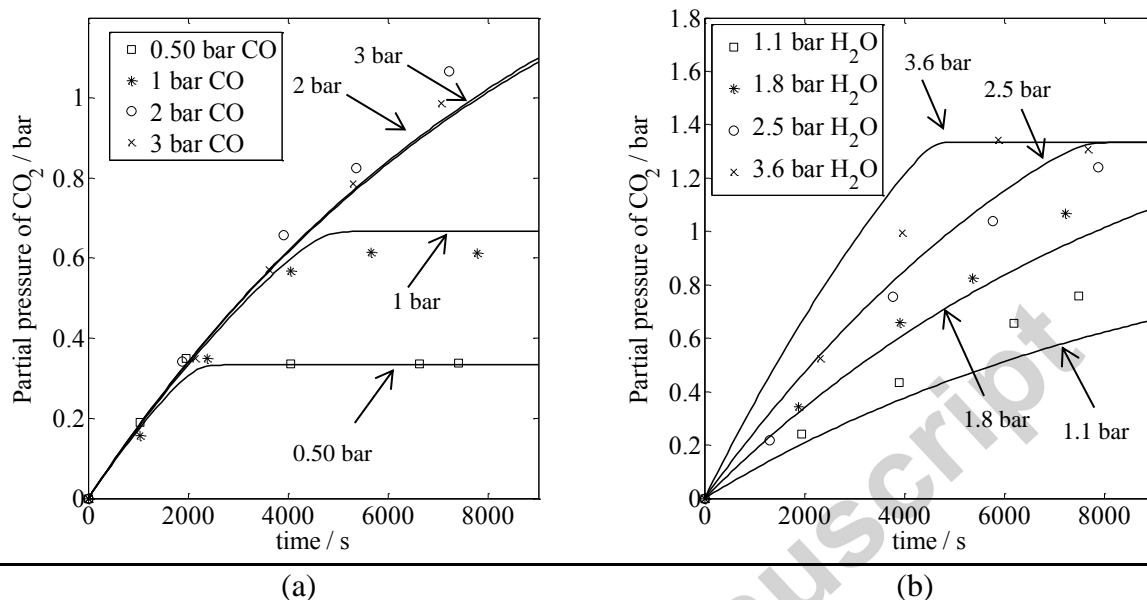 Partial pressure of CO2 / bar
1
0.8
0.6
0.4
0.2
0
0.50 bar CO
1 bar CO
2 bar CO
3 bar CO
3 bar
2 bar
1 bar
0.50 bar
0 2000 4000 6000 8000
time / s
(a)
Partial pressure of CO2 / bar
1.8
1.6
1.4
1.2
1
0.8
0.6
0.4
0.2
0
1.1 bar H2O
1.8 bar H2O
2.5 bar H2O
3.6 bar H2O
3.6 bar
2.5 bar
1.8 bar
1.1 bar
0 2000 4000 6000 8000
time / s
(b)
uscript